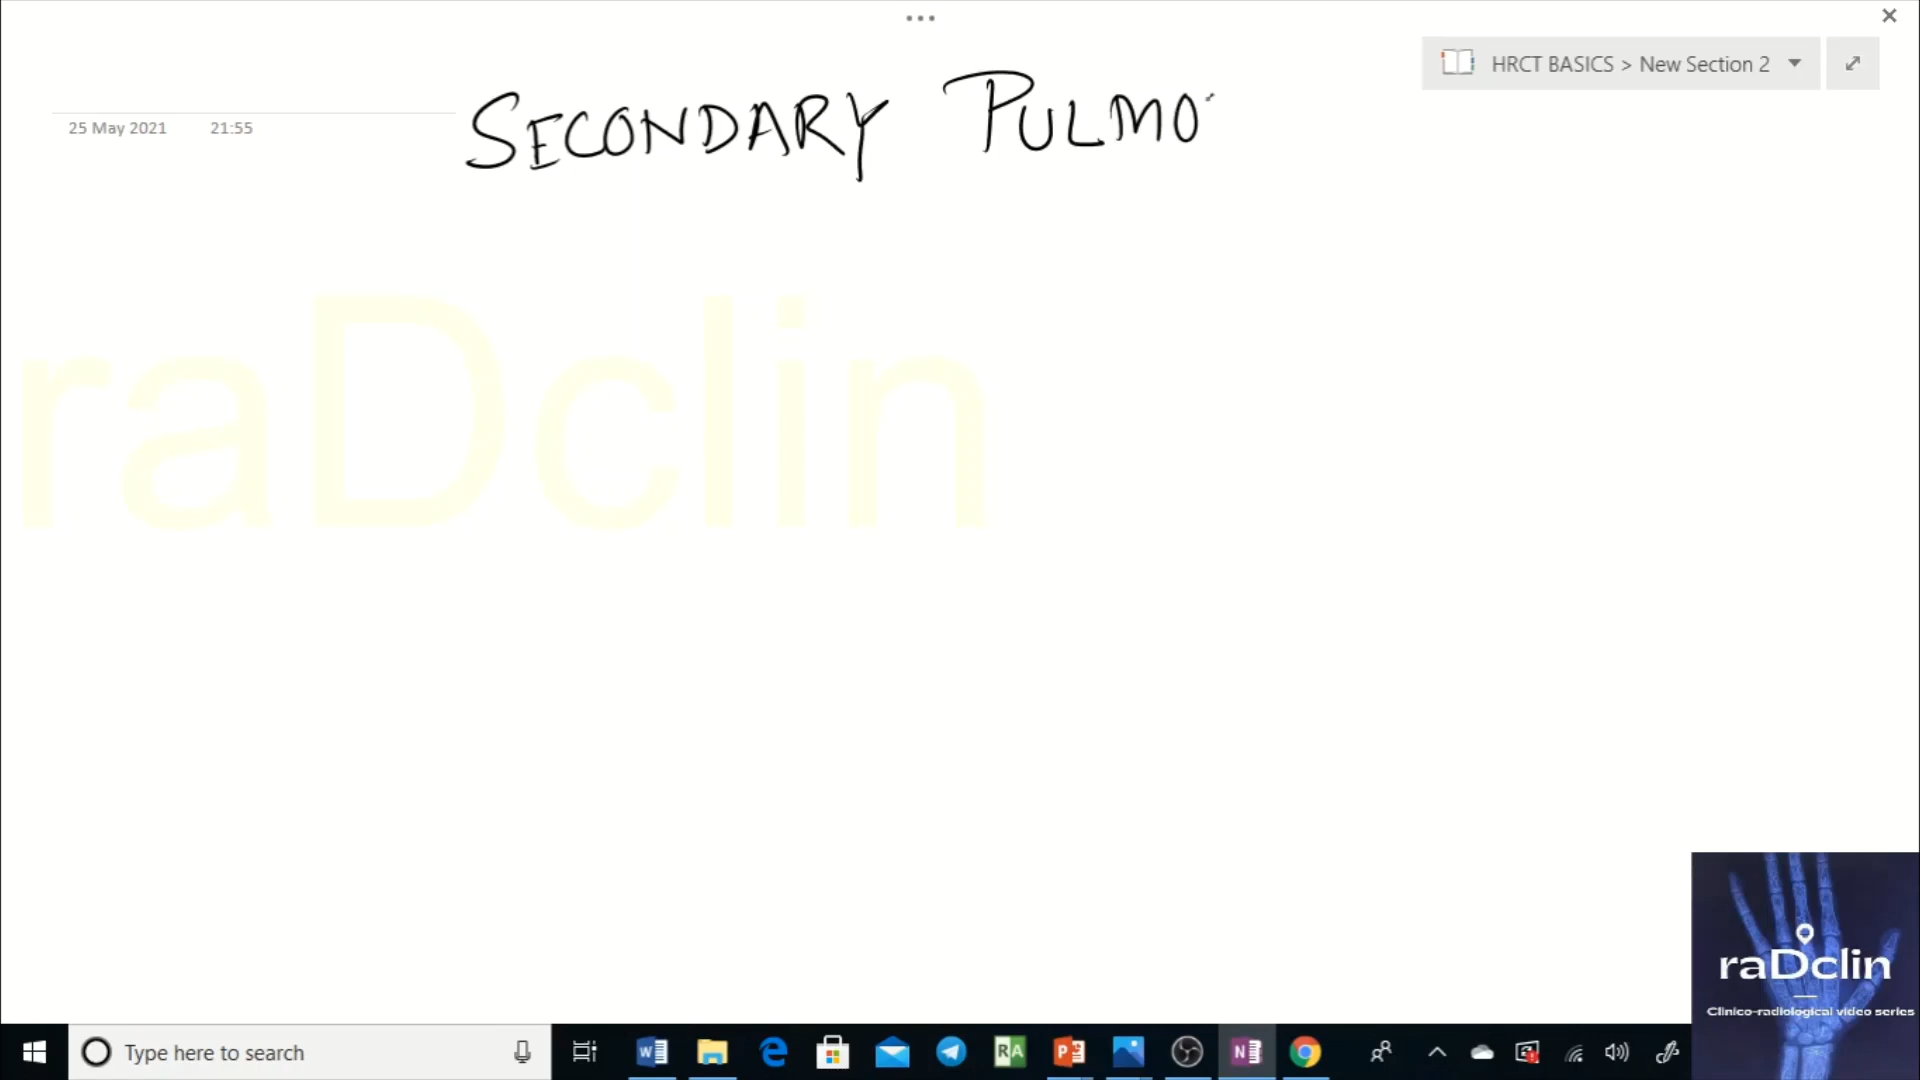 HRCT BASICS > New Section 2
SECONDARY PULMO
25 May 2021 21:55
raDclin
raDclin
Clinico-radiological video series
Type here to search